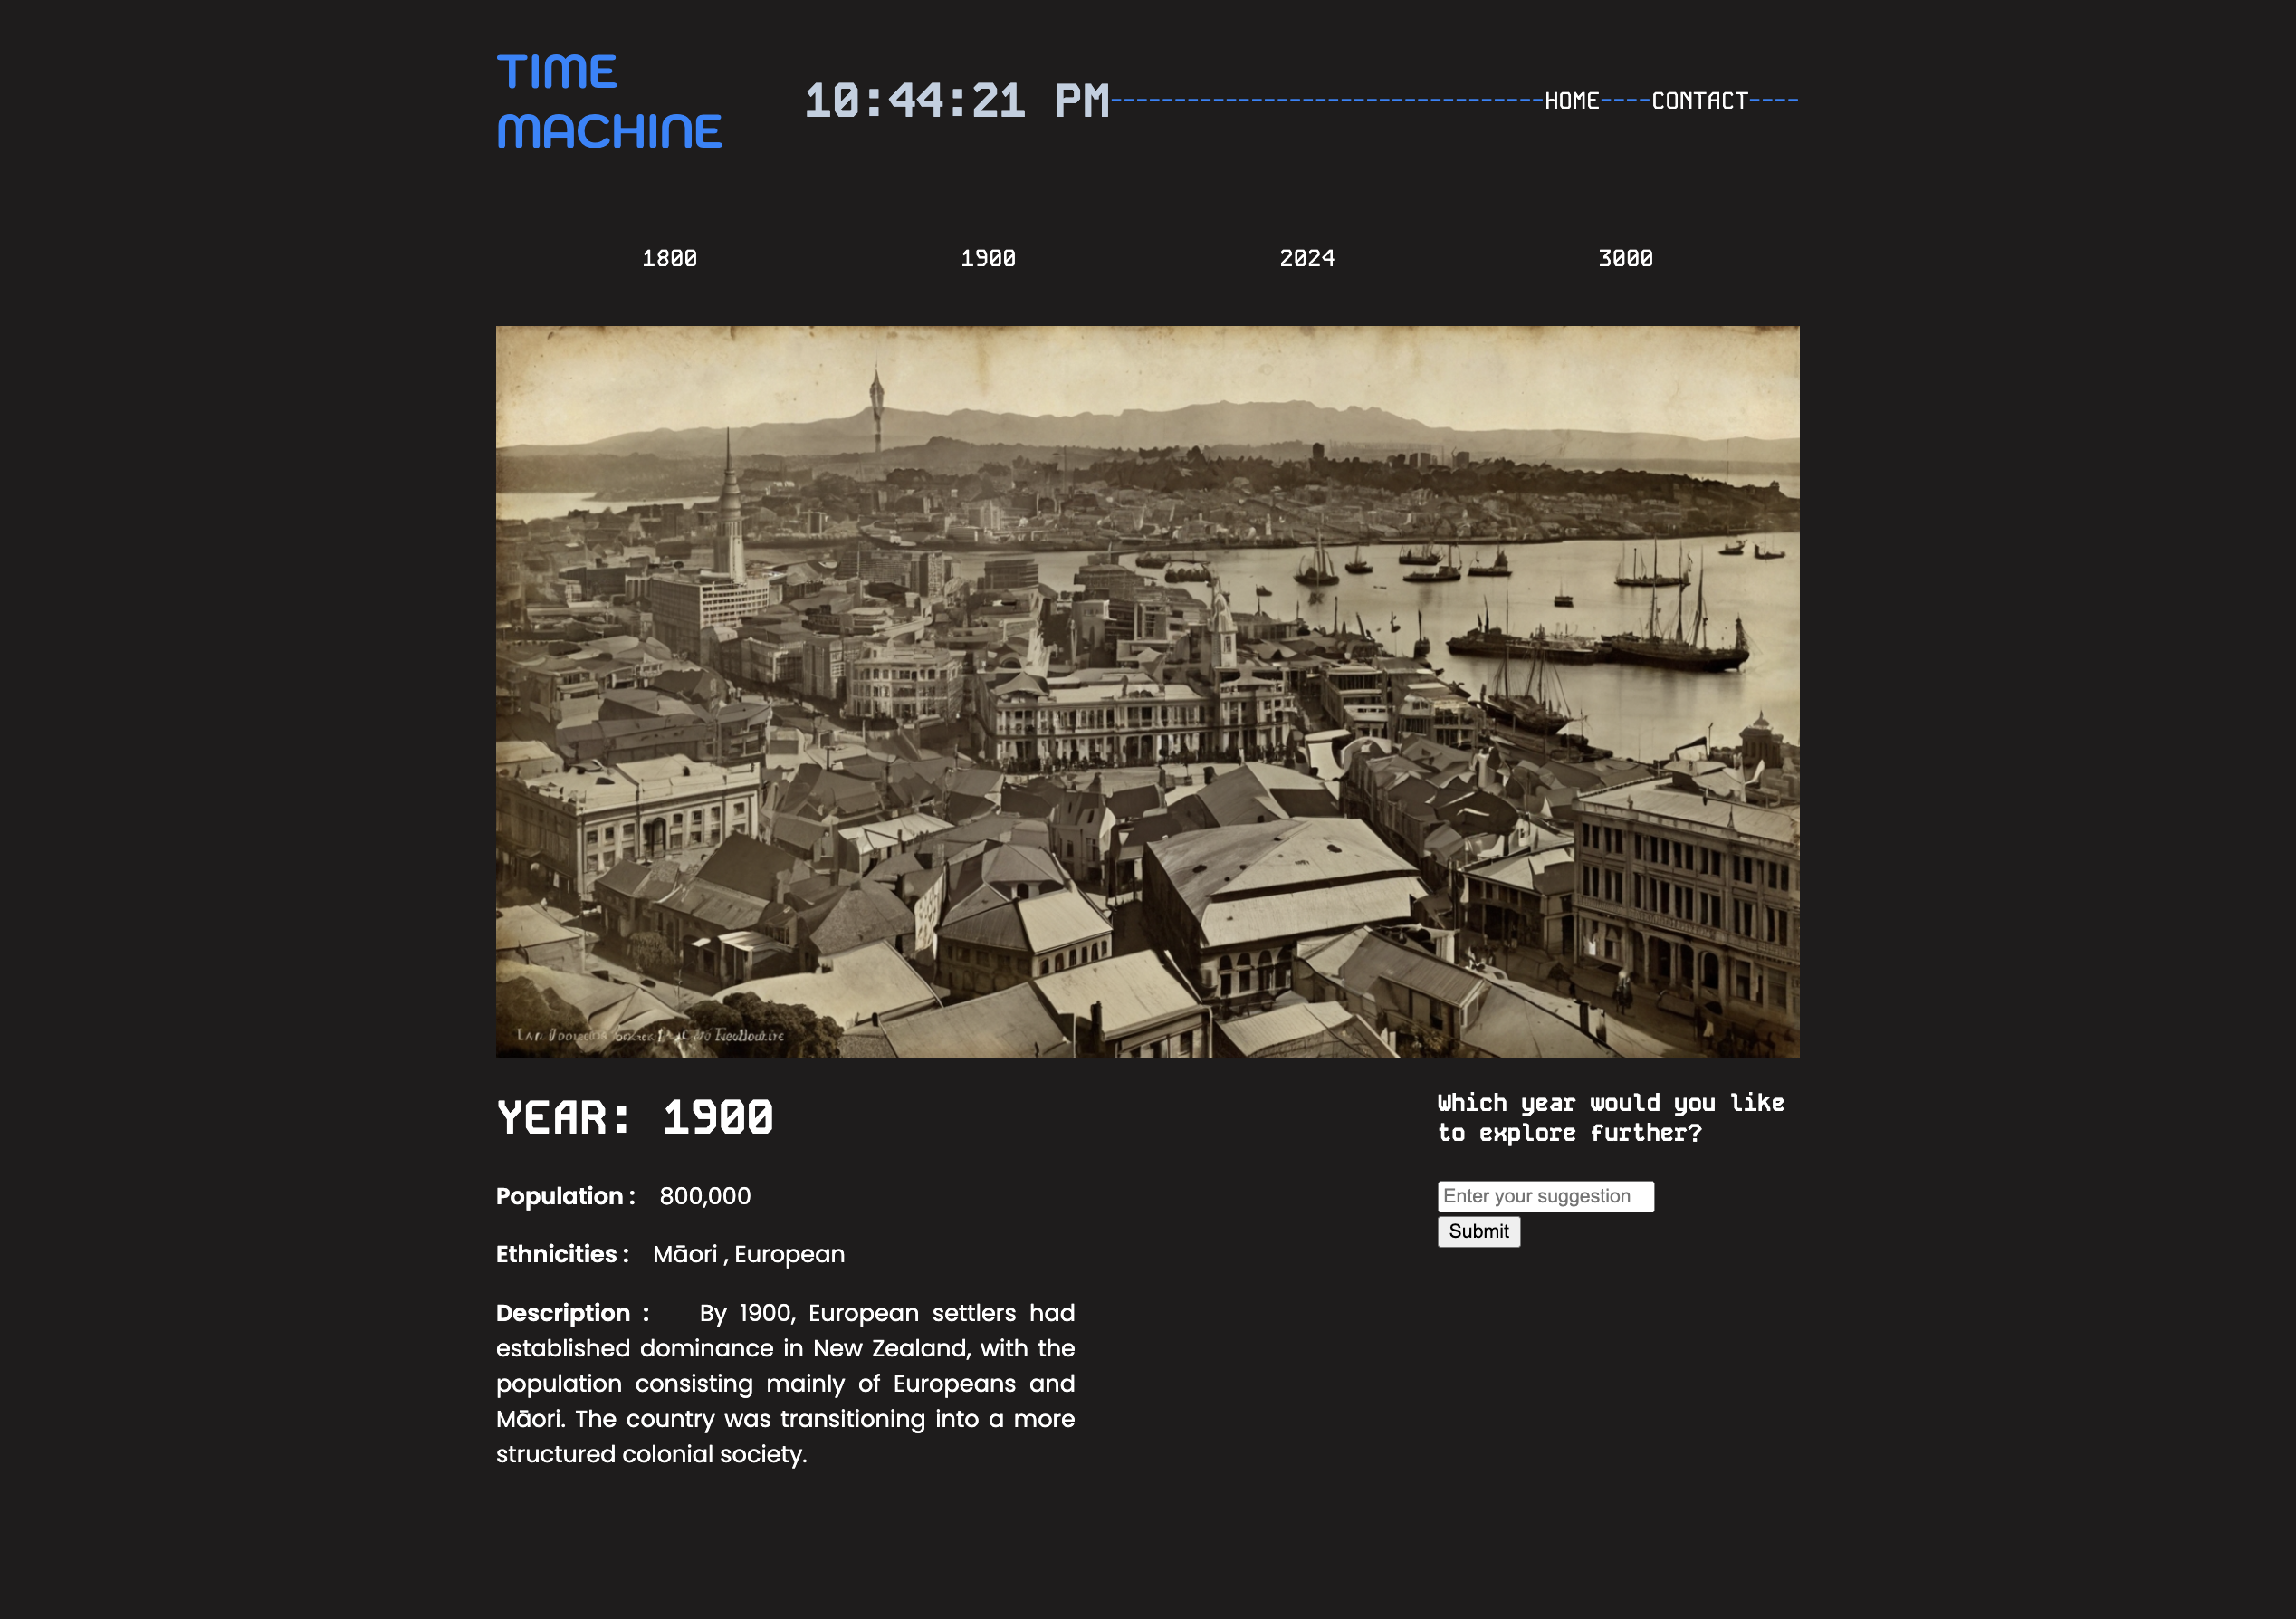 TIME
MACHINE
10:44:21 PM
HOME
CONTACT
1800
1900
2024
3000
YEAR: 1900
Population : 800,000
Ethnicities : Māori , European
Description : By 1900, European settlers had
established dominance in New Zealand, with the
population consisting mainly of Europeans and
Māori. The country was transitioning into a more
structured colonial society.
Which year would you like
to explore further?
Enter your suggestion
Submit